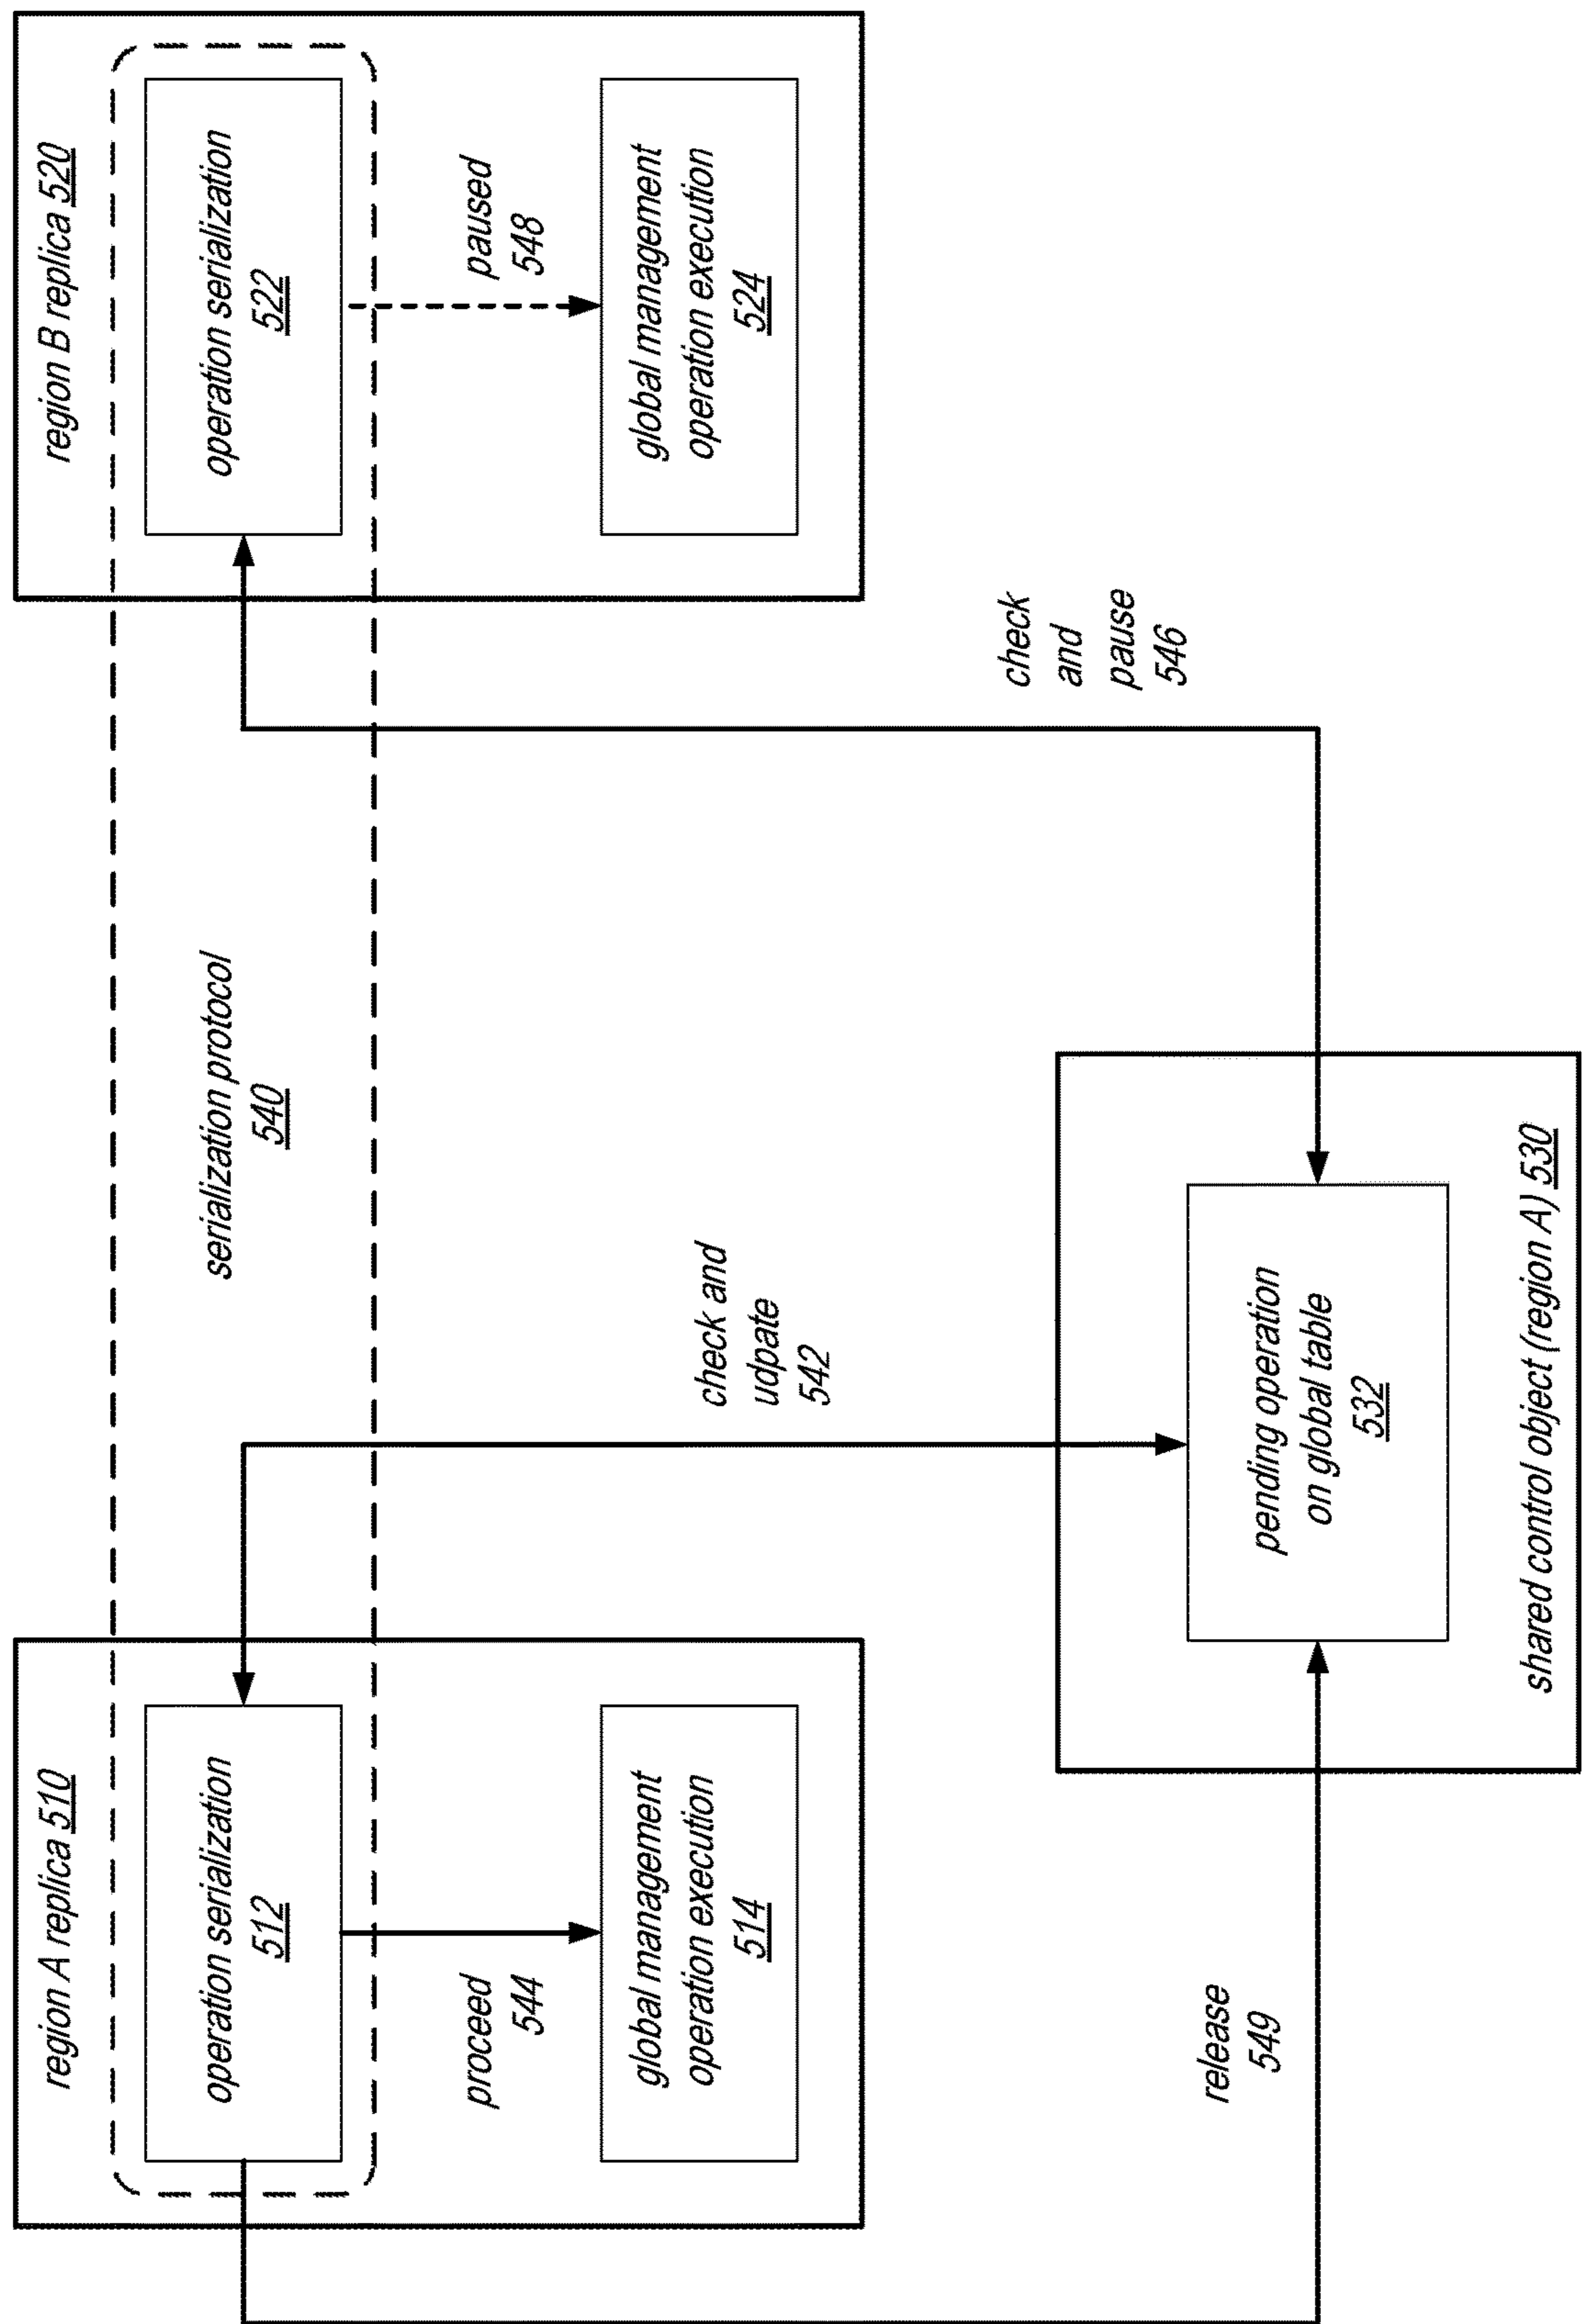 region A replica 510
operation serialization
512
proceed
544
global management
operation execution
514
serialization protocol
540
region B replica 520
operation serialization
522
paused
548
global management
operation execution
524
check and
udpate
542
check
and
pause
546
release
549
pending operation
on global table
532
shared control object (region A) 530